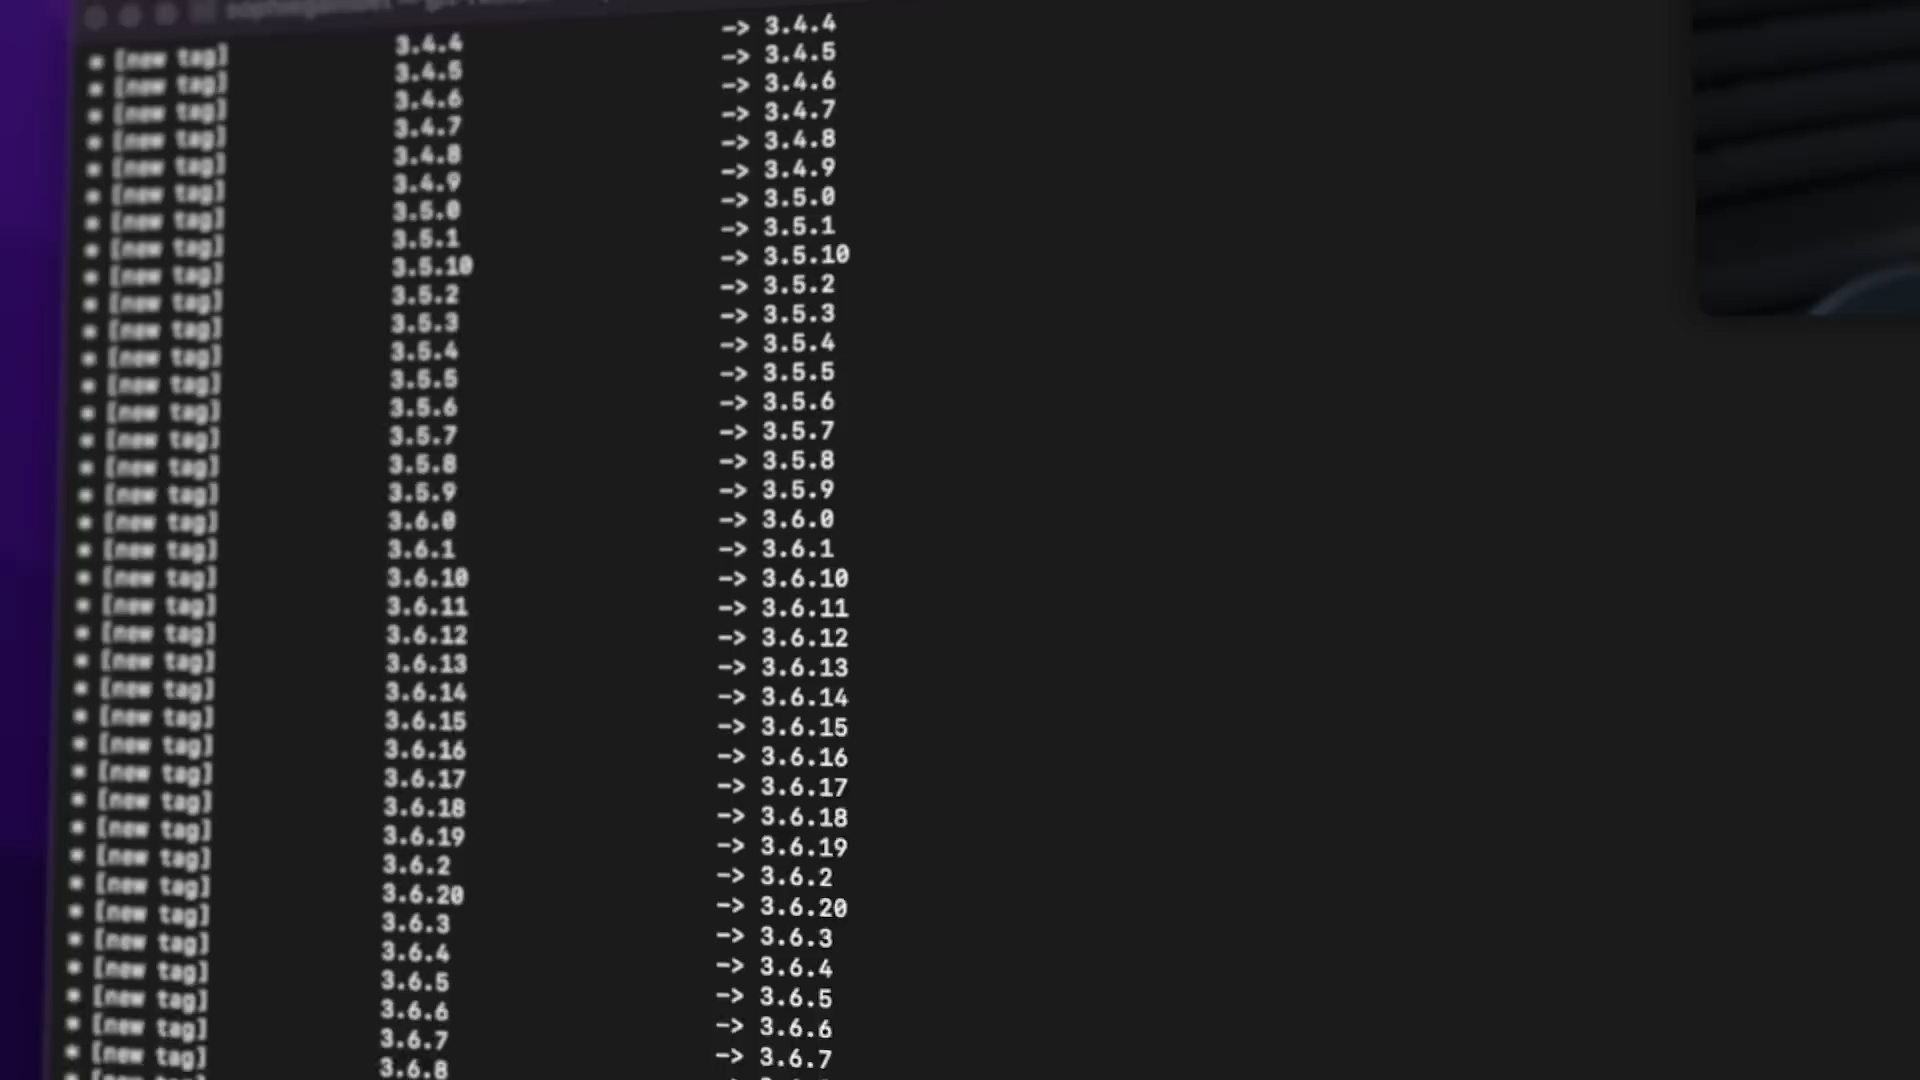 * [new tag] 3.4.4 -> 3.4.4
* [new tag] 3.4.5 -> 3.4.5
* [new tag] 3.4.6 -> 3.4.6
* [new tag] 3.4.7 -> 3.4.7
* [new tag] 3.4.8 -> 3.4.8
* [new tag] 3.4.9 -> 3.4.9
* [new tag] 3.5.0 -> 3.5.0
* [new tag] 3.5.1 -> 3.5.1
* [new tag] 3.5.10 -> 3.5.10
* [new tag] 3.5.2 -> 3.5.2
* [new tag] 3.5.3 -> 3.5.3
* [new tag] 3.5.4 -> 3.5.4
* [new tag] 3.5.5 -> 3.5.5
* [new tag] 3.5.6 -> 3.5.6
* [new tag] 3.5.7 -> 3.5.7
* [new tag] 3.5.8 -> 3.5.8
* [new tag] 3.5.9 -> 3.5.9
* [new tag] 3.6.0 -> 3.6.0
* [new tag] 3.6.1 -> 3.6.1
* [new tag] 3.6.10 -> 3.6.10
* [new tag] 3.6.11 -> 3.6.11
* [new tag] 3.6.12 -> 3.6.12
* [new tag] 3.6.13 -> 3.6.13
* [new tag] 3.6.14 -> 3.6.14
* [new tag] 3.6.15 -> 3.6.15
* [new tag] 3.6.16 -> 3.6.16
* [new tag] 3.6.17 -> 3.6.17
* [new tag] 3.6.18 -> 3.6.18
* [new tag] 3.6.19 -> 3.6.19
* [new tag] 3.6.2 -> 3.6.2
* [new tag] 3.6.20 -> 3.6.20
* [new tag] 3.6.3 -> 3.6.3
* [new tag] 3.6.4 -> 3.6.4
* [new tag] 3.6.5 -> 3.6.5
* [new tag] 3.6.6 -> 3.6.6
* [new tag] 3.6.7 -> 3.6.7
* [new tag] 3.6.8